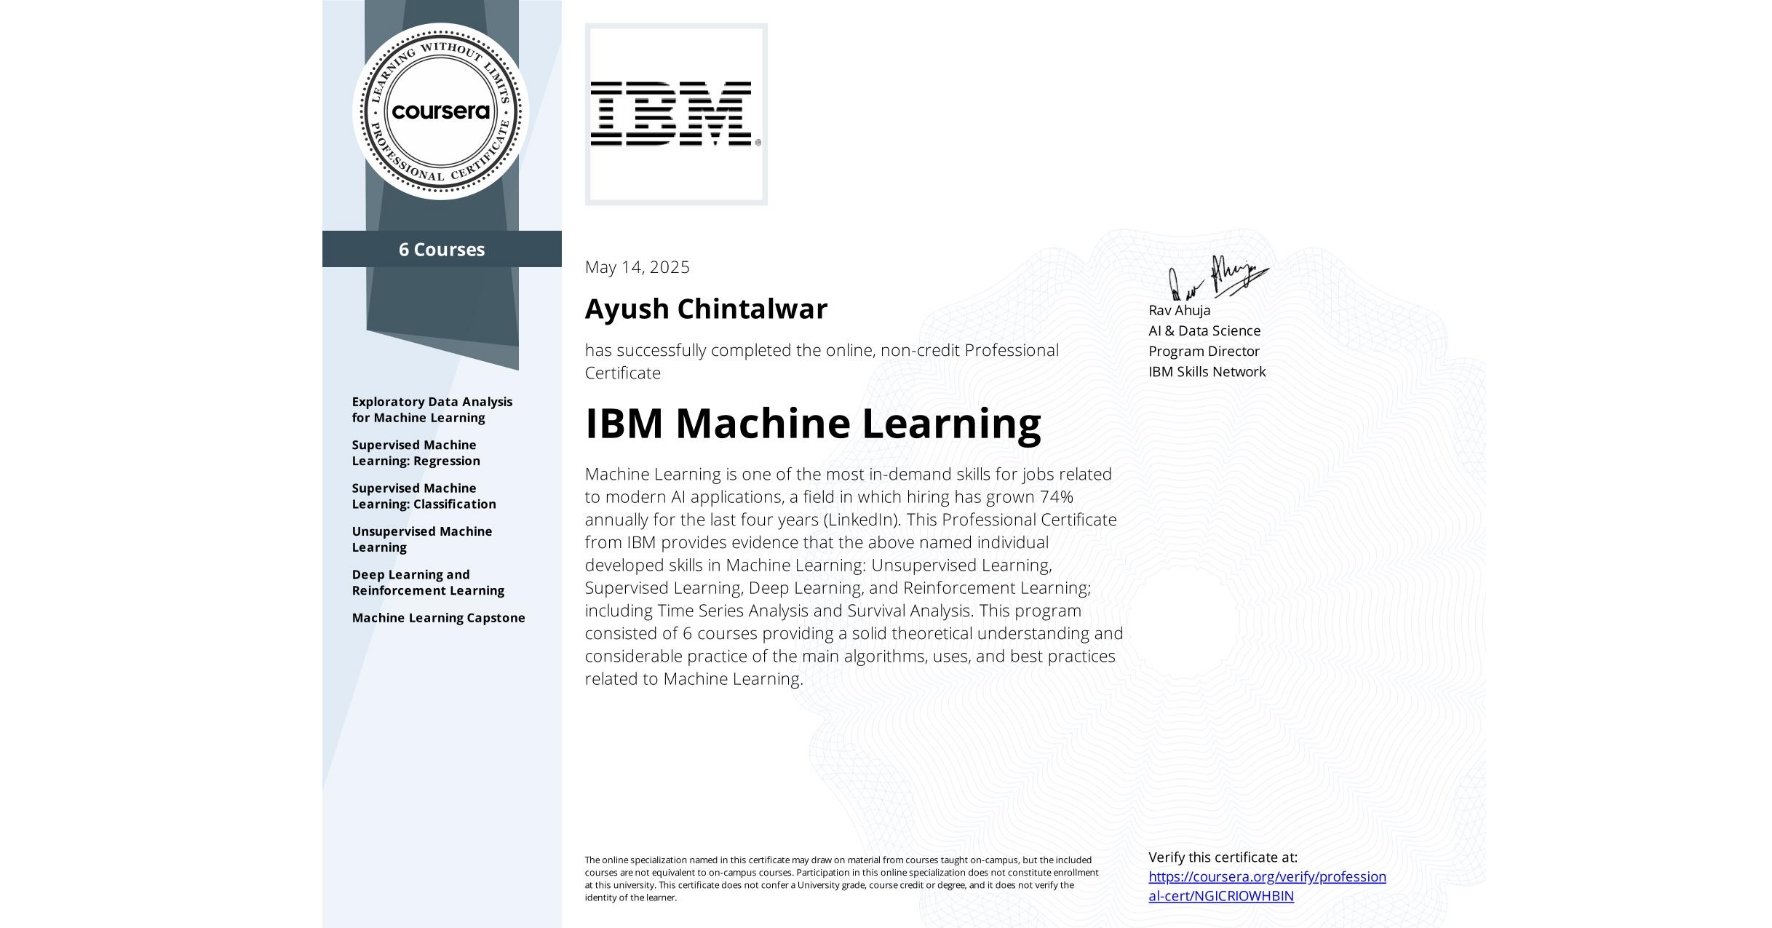 LEARNING WITHOUT LIMITS
coursera
PROFESSIONAL CERTIFICATE
6 Courses
Exploratory Data Analysis
for Machine Learning
Supervised Machine
Learning: Regression
Supervised Machine
Learning: Classification
Unsupervised Machine
Learning
Deep Learning and
Reinforcement Learning
Machine Learning Capstone
IBM®
May 14, 2025
Ayush Chintalwar
has successfully completed the online, non-credit Professional
Certificate
IBM Machine Learning
Machine Learning is one of the most in-demand skills for jobs related
to modern AI applications, a field in which hiring has grown 74%
annually for the last four years (LinkedIn). This Professional Certificate
from IBM provides evidence that the above named individual
developed skills in Machine Learning: Unsupervised Learning,
Supervised Learning, Deep Learning, and Reinforcement Learning;
including Time Series Analysis and Survival Analysis. This program
consisted of 6 courses providing a solid theoretical understanding and
considerable practice of the main algorithms, uses, and best practices
related to Machine Learning.
Rav Ahuja
Rav Ahuja
AI & Data Science
Program Director
IBM Skills Network
The online specialization named in this certificate may draw on material from courses taught on-campus, but the included
courses are not equivalent to on-campus courses. Participation in this online specialization does not constitute enrollment
at this university. This certificate does not confer a University grade, course credit or degree, and it does not verify the
identity of the learner.
Verify this certificate at:
https://coursera.org/verify/profession
al-cert/NGICRIOWHBIN